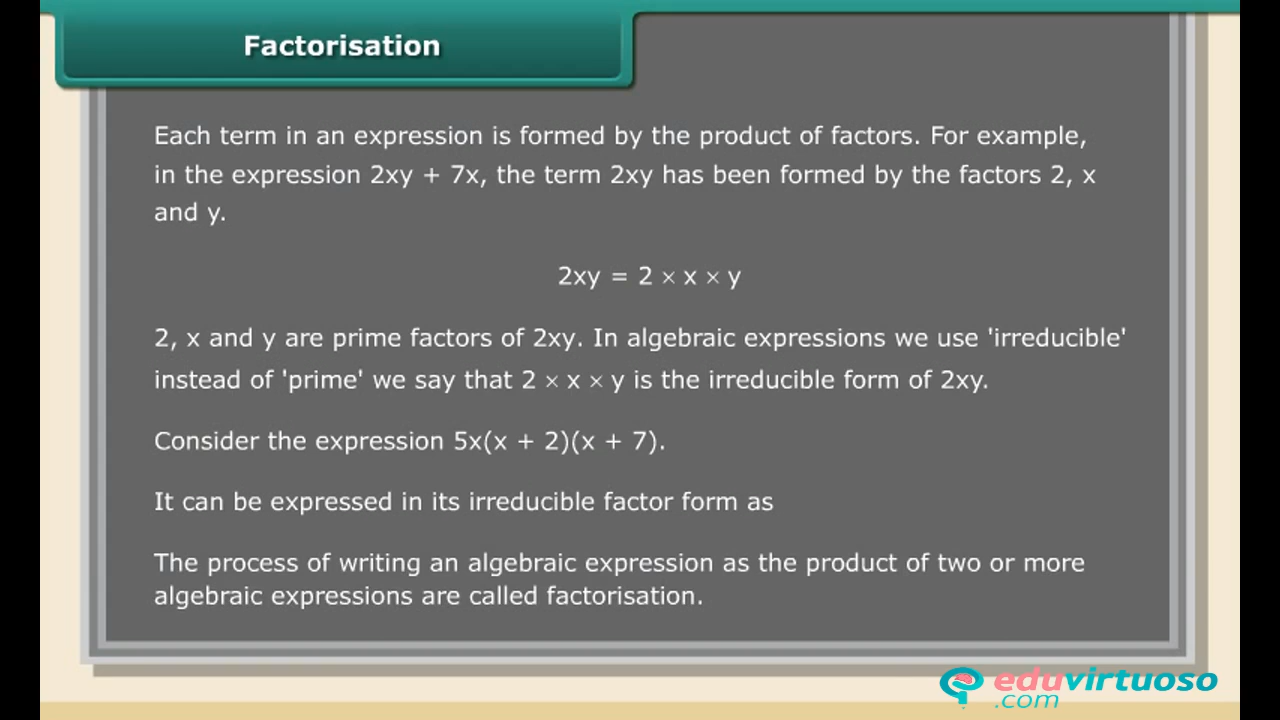 Factorisation
Each term in an expression is formed by the product of factors. For example,
in the expression 2xy + 7x, the term 2xy has been formed by the factors 2, x
and y.
2xy = 2 × x × y
2, x and y are prime factors of 2xy. In algebraic expressions we use 'irreducible'
instead of 'prime' we say that 2 × x × y is the irreducible form of 2xy.
Consider the expression 5x(x + 2)(x + 7).
It can be expressed in its irreducible factor form as
The process of writing an algebraic expression as the product of two or more
algebraic expressions are called factorisation.
eduvirtuoso
.com